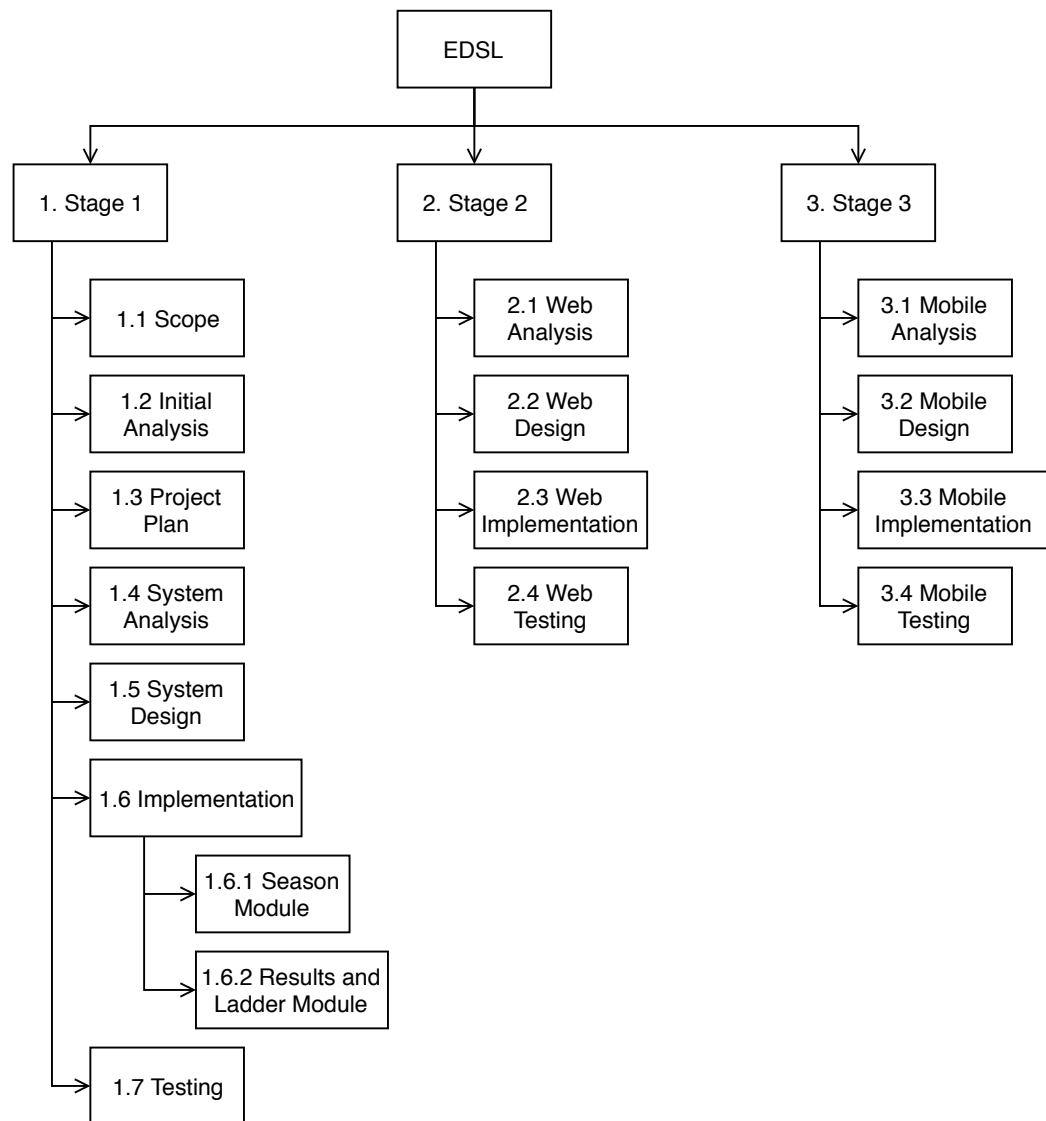 EDSL
1. Stage 1
2. Stage 2
3. Stage 3
1.1 Scope
1.2 Initial
Analysis
1.3 Project
Plan
1.4 System
Analysis
1.5 System
Design
1.6 Implementation
1.6.1 Season
Module
1.6.2 Results and
Ladder Module
1.7 Testing
2.1 Web
Analysis
2.2 Web
Design
2.3 Web
Implementation
2.4 Web
Testing
3.1 Mobile
Analysis
3.2 Mobile
Design
3.3 Mobile
Implementation
3.4 Mobile
Testing